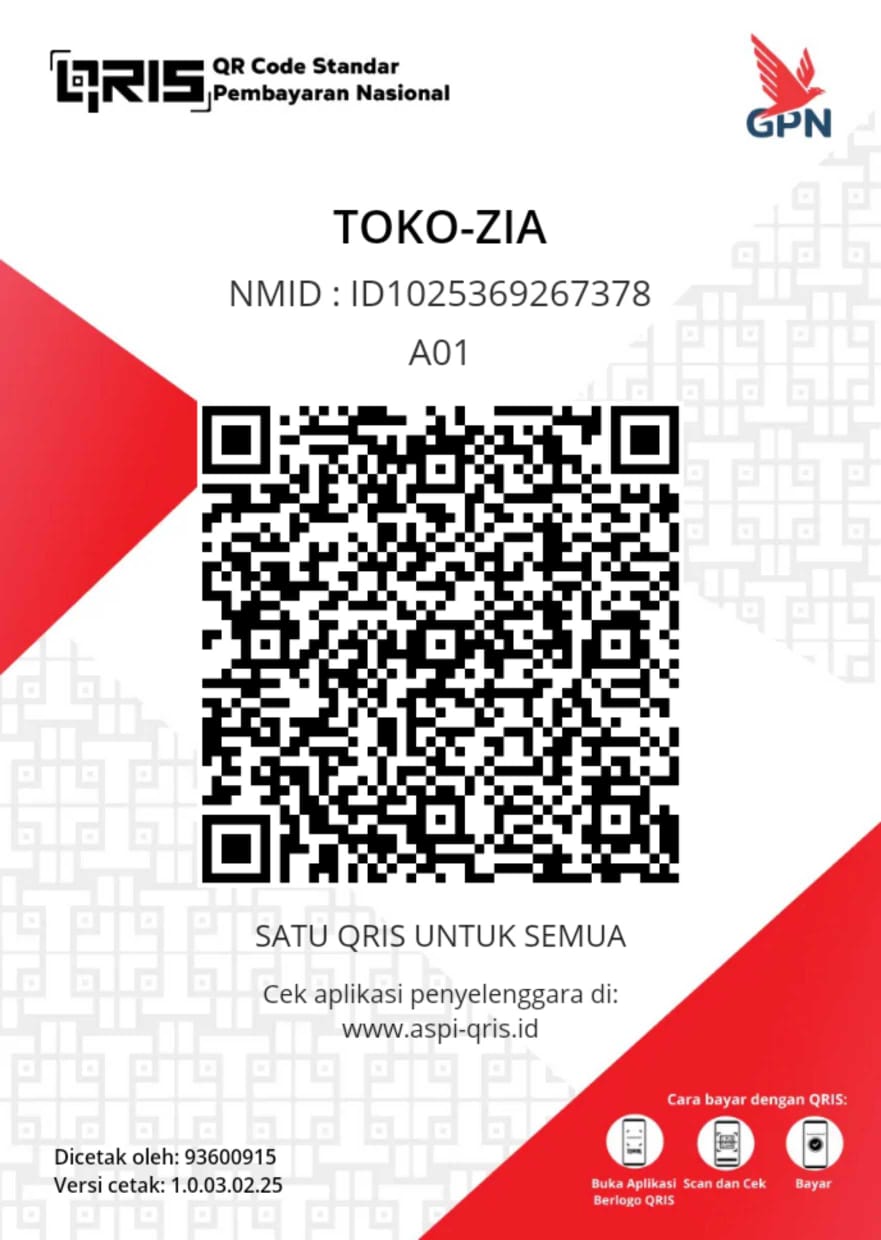 QRIS
QR Code Standar
Pembayaran Nasional
GPN
TOKO-ZIA
NMID : ID1025369267378
A01
SATU QRIS UNTUK SEMUA
Cek aplikasi penyelenggara di:
www.aspi-qris.id
Cara bayar dengan QRIS:
Buka Aplikasi
Berlogo QRIS
Scan dan Cek
Bayar
Dicetak oleh: 93600915
Versi cetak: 1.0.03.02.25